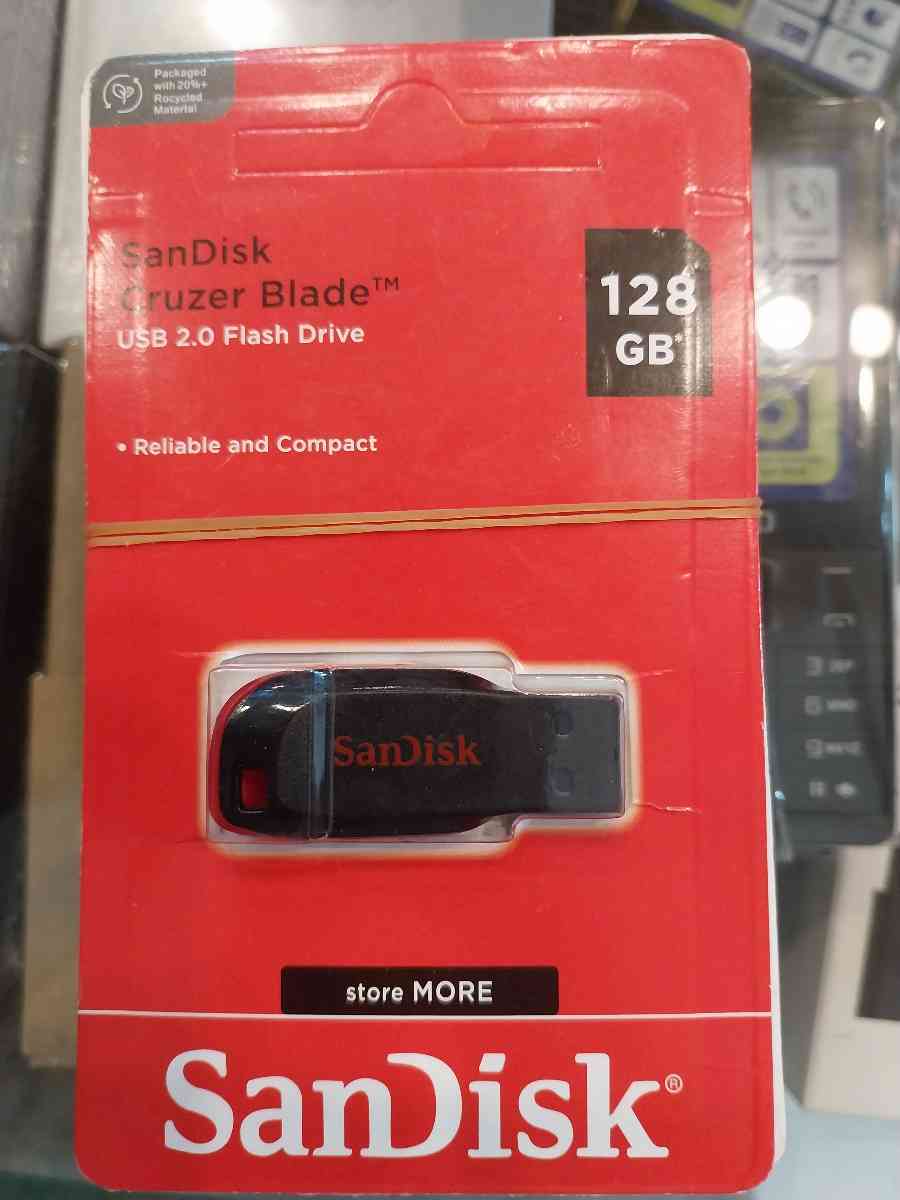 Packaged
with 20%+
Recycled
Material
SanDisk
Cruzer Blade™
USB 2.0 Flash Drive
128
GB*
• Reliable and Compact
SanDisk
store MORE
SanDisk®